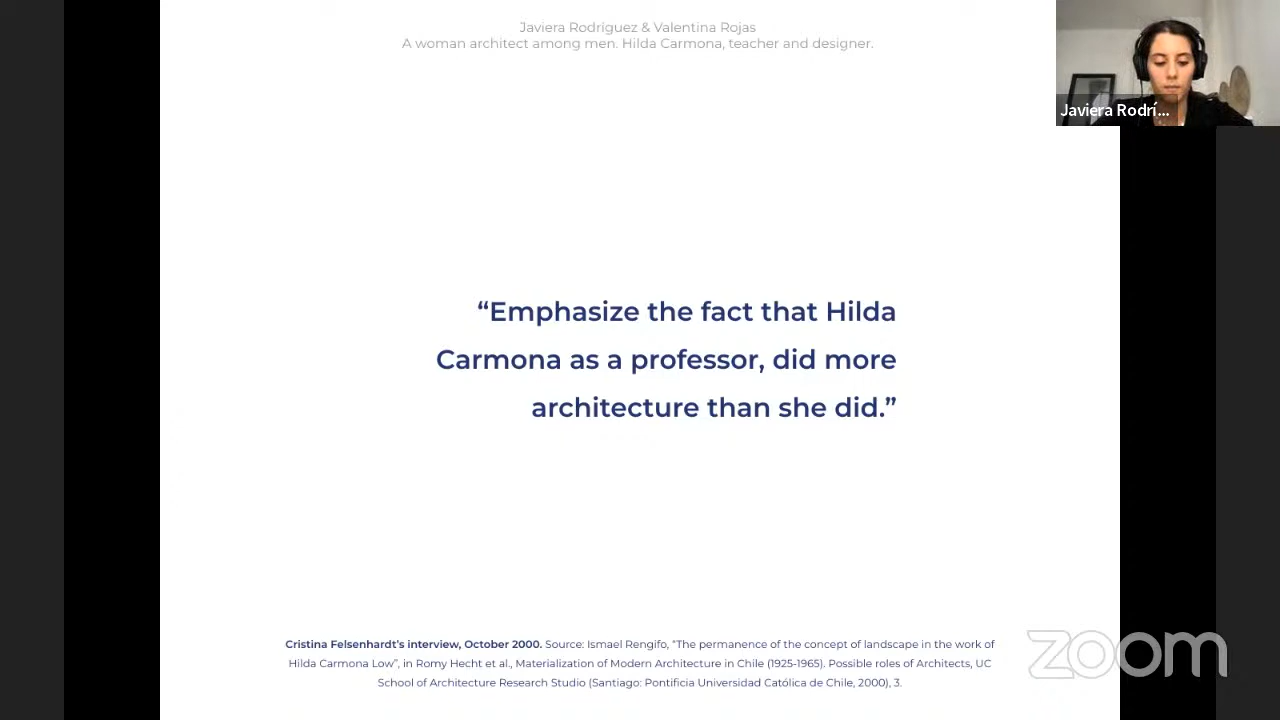 Javiera Rodríguez & Valentina Rojas
A woman architect among men. Hilda Carmona, teacher and designer.
Javiera Rodrí...
“Emphasize the fact that Hilda
Carmona as a professor, did more
architecture than she did.”
Cristina Felsenhardt’s interview, October 2000. Source: Ismael Rengifo, “The permanence of the concept of landscape in the work of
Hilda Carmona Low”, in Romy Hecht et al., Materialization of Modern Architecture in Chile (1925-1965). Possible roles of Architects, UC
School of Architecture Research Studio (Santiago: Pontificia Universidad Católica de Chile, 2000), 3.
zoom